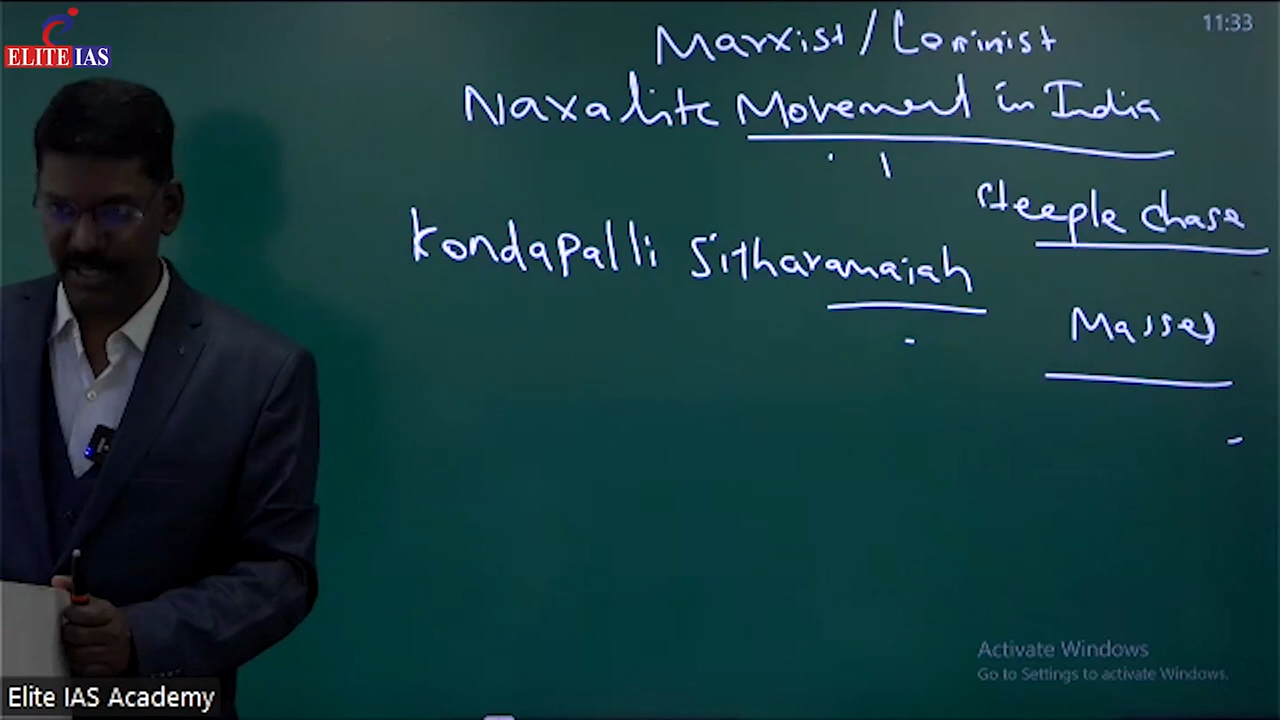 ELITE IAS
11:33
Marxist / Leninist
Naxalite Movement in India
Steeple chase
Kondapalli Sitharamaiah
Masses
Activate Windows
Go to Settings to activate Windows.
Elite IAS Academy